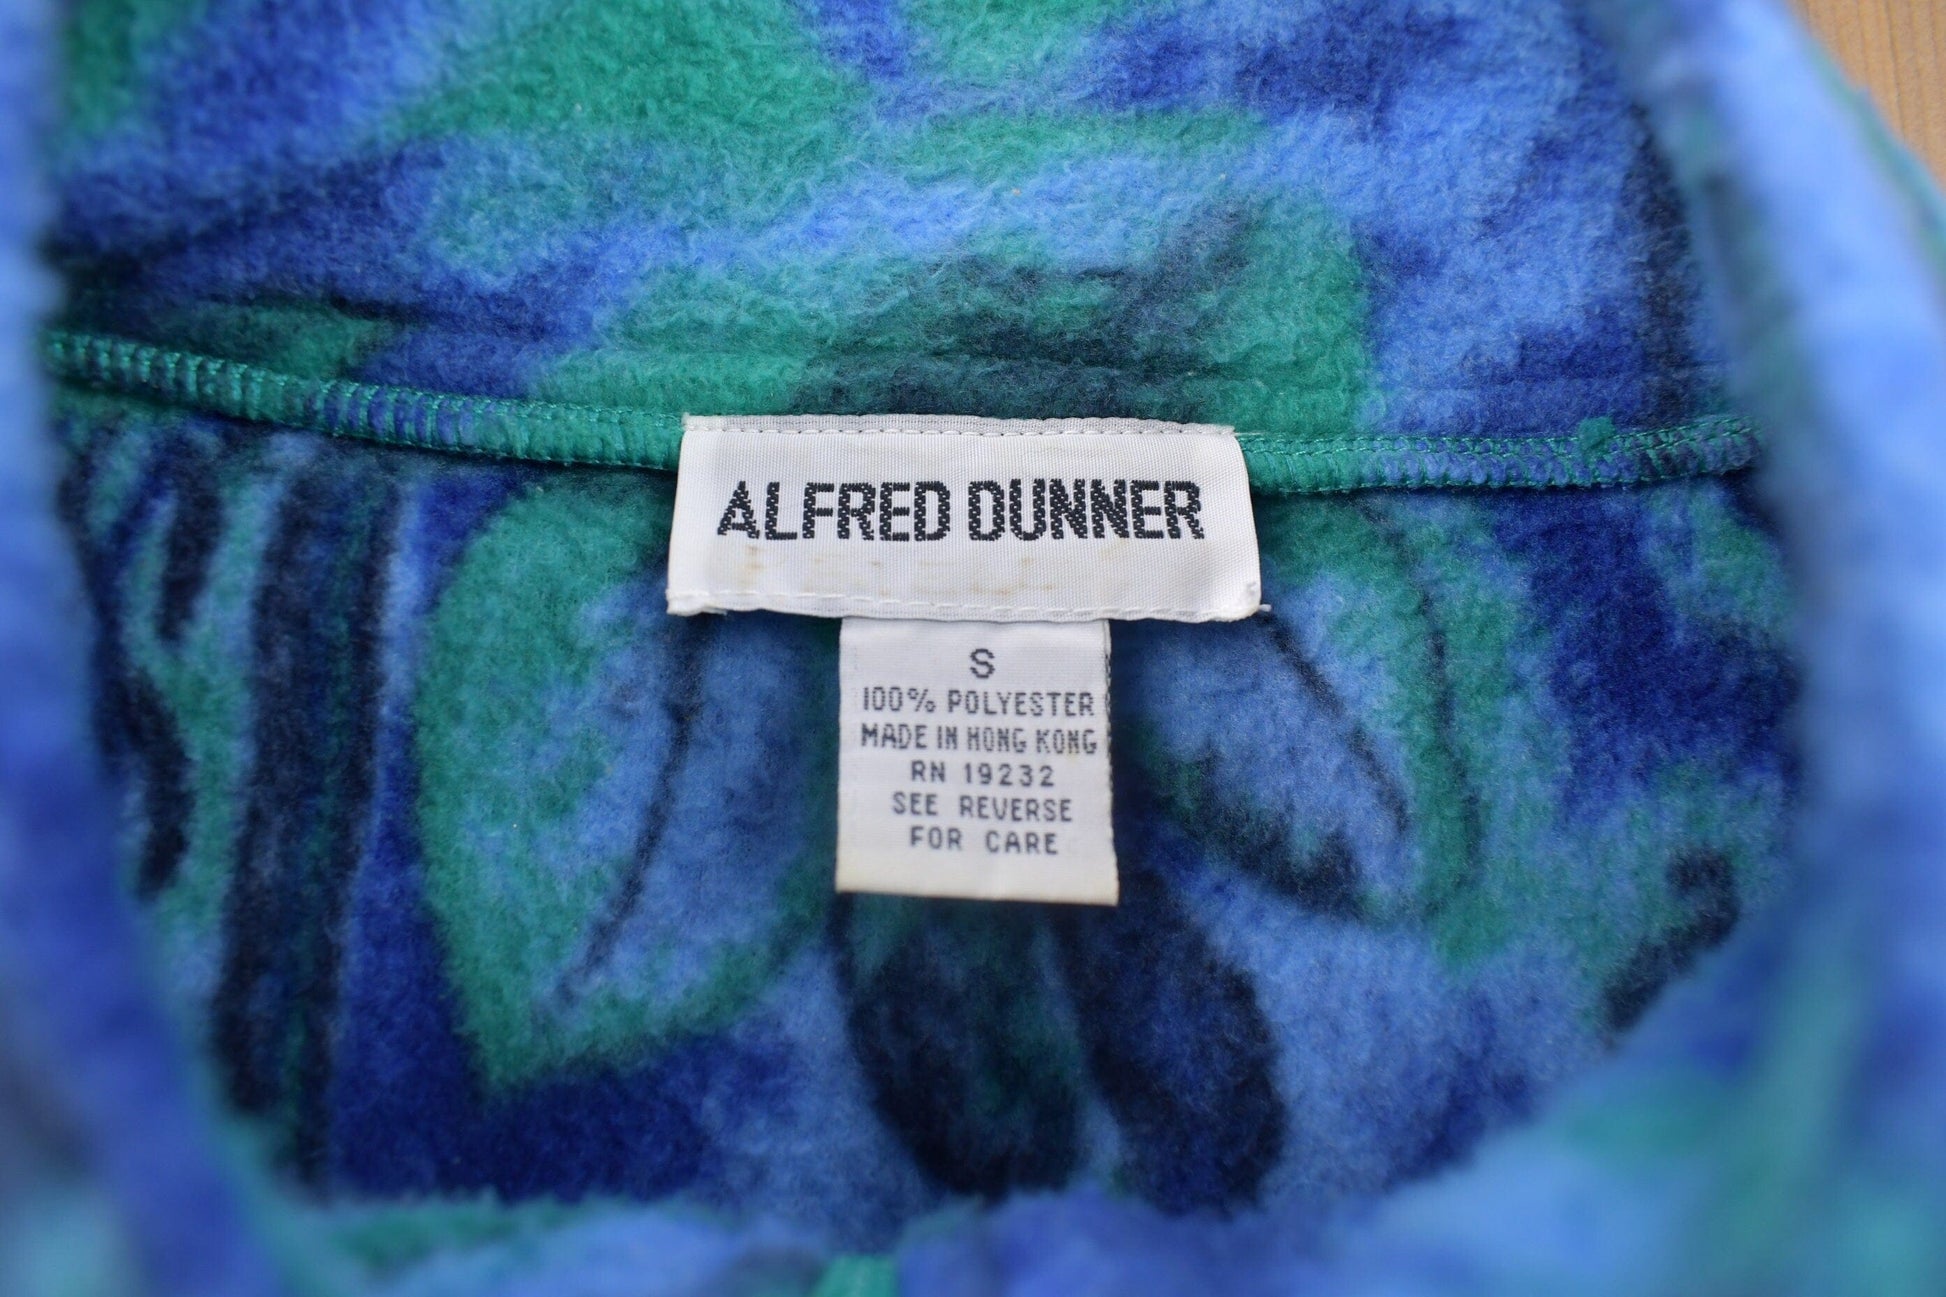 ALFRED DUNNER
S
100% POLYESTER
MADE IN HONG KONG
RN 19232
SEE REVERSE
FOR CARE